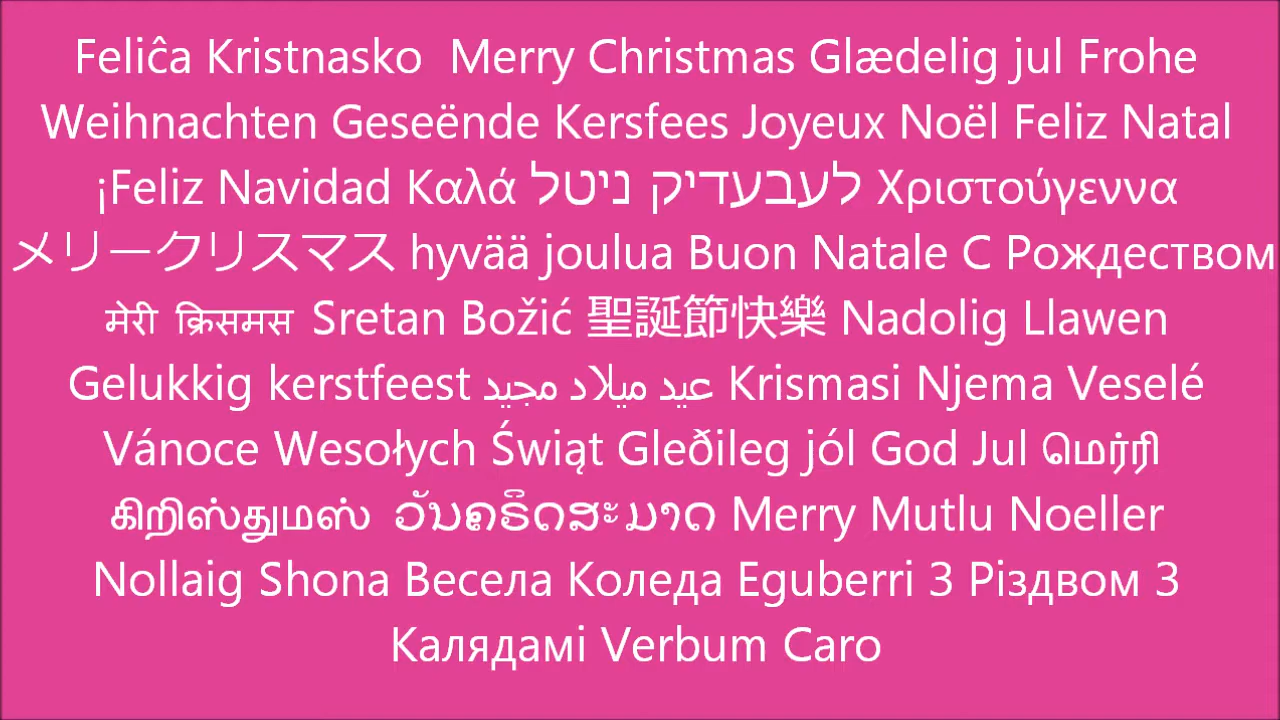 Feliĉa Kristnasko  Merry Christmas Glædelig jul Frohe
Weihnachten Geseënde Kersfees Joyeux Noël Feliz Natal
¡Feliz Navidad Καλά לעבעדיק ניטל Χριστούγεννα
メリークリスマス hyvää joulua Buon Natale С Рождеством
मेरी क्रिसमस Sretan Božić 聖誕節快樂 Nadolig Llawen
Gelukkig kerstfeest عيد ميلاد مجيد Krismasi Njema Veselé
Vánoce Wesołych Świąt Gleðileg jól God Jul மெர்ரி
கிறிஸ்துமஸ் ວັນຄຣິດສະມາດ Merry Mutlu Noeller
Nollaig Shona Весела Коледа Eguberri З Різдвом З
Калядамі Verbum Caro